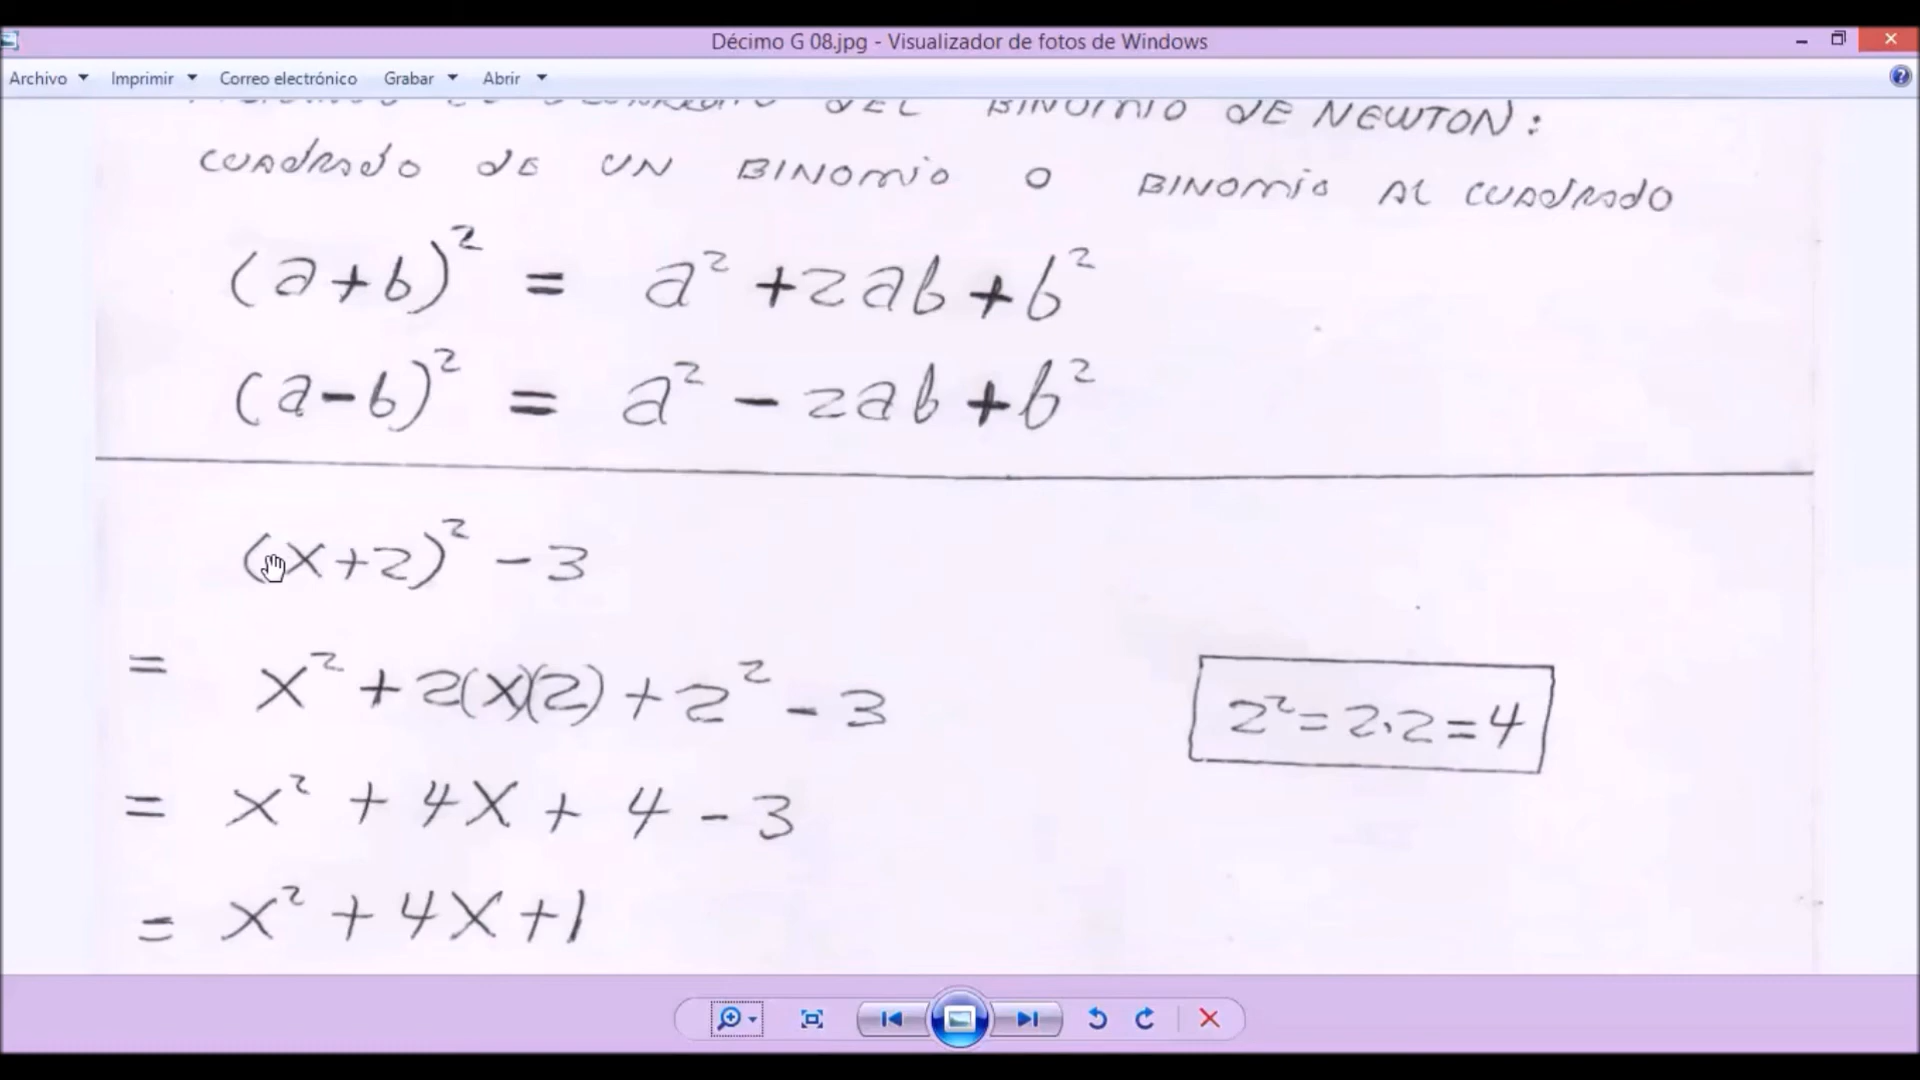 Décimo G 08.jpg - Visualizador de fotos de Windows
Archivo Imprimir Correo electrónico Grabar Abrir
DEL BINOMIO DE NEWTON:
CUADRADO DE UN BINOMIO O BINOMIO AL CUADRADO
(a+b)² = a² +2ab+b²
(a-b)² = a² - 2ab+b²
(x+2)² - 3
= x² + 2(x)(2) + 2² - 3
2² = 2·2 = 4
= x² + 4x + 4 - 3
= x² + 4x +1